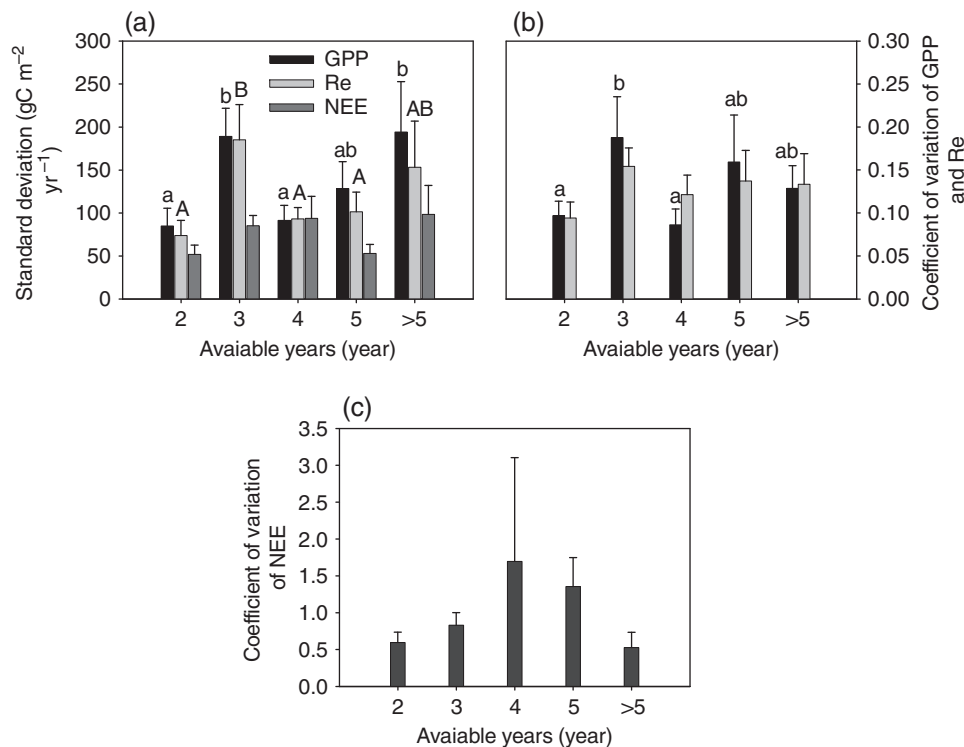 (a)
Standard deviation (gC m−2
yr−1)
300
250
200
150
100
50
0
GPP
Re
NEE
a
A
b
B
a
A
ab
A
b
AB
2
3
4
5
>5
Avaiable years (year)
(b)
a
b
a
ab
ab
0.30
0.25
0.20
0.15
0.10
0.05
0.00
Coefficient of variation of GPP
and Re
2
3
4
5
>5
Avaiable years (year)
(c)
Coefficient of variation
of NEE
3.5
3.0
2.5
2.0
1.5
1.0
0.5
0.0
2
3
4
5
>5
Avaiable years (year)